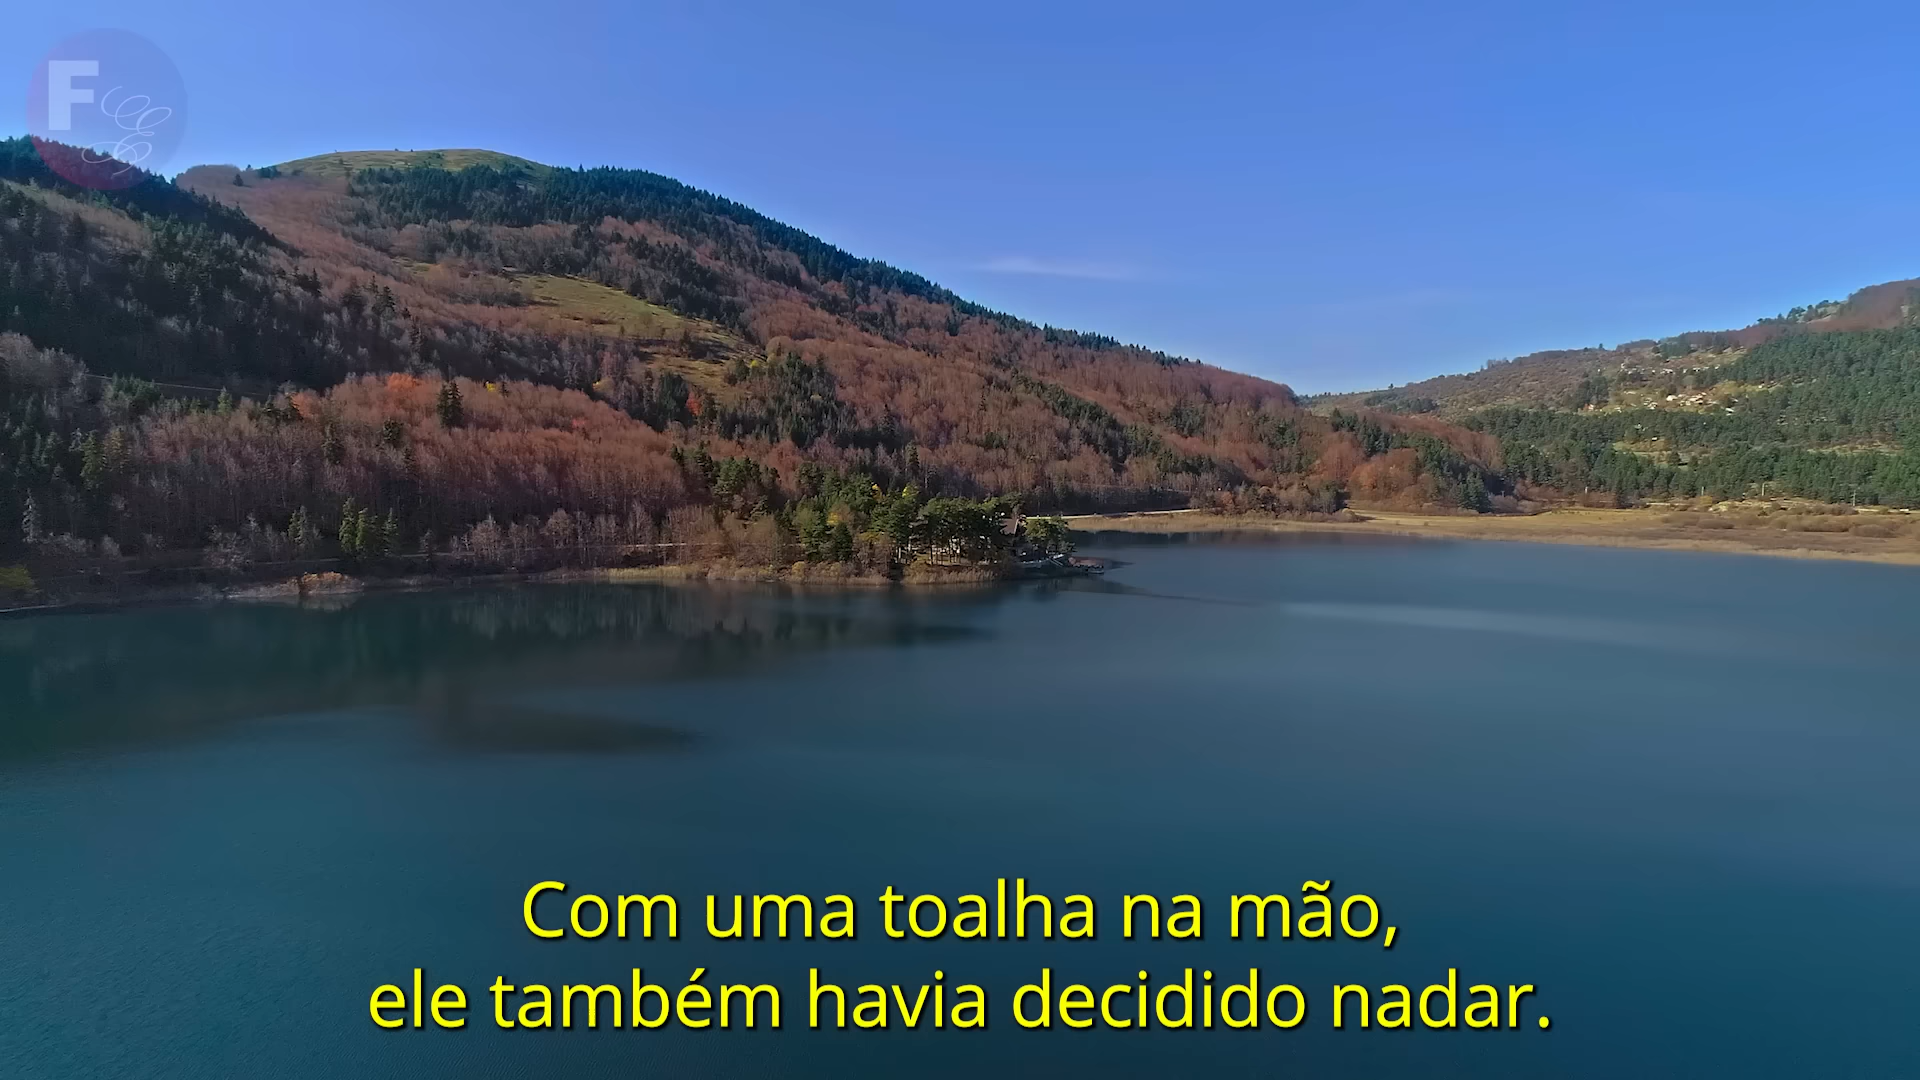 F
Com uma toalha na mão,
ele também havia decidido nadar.